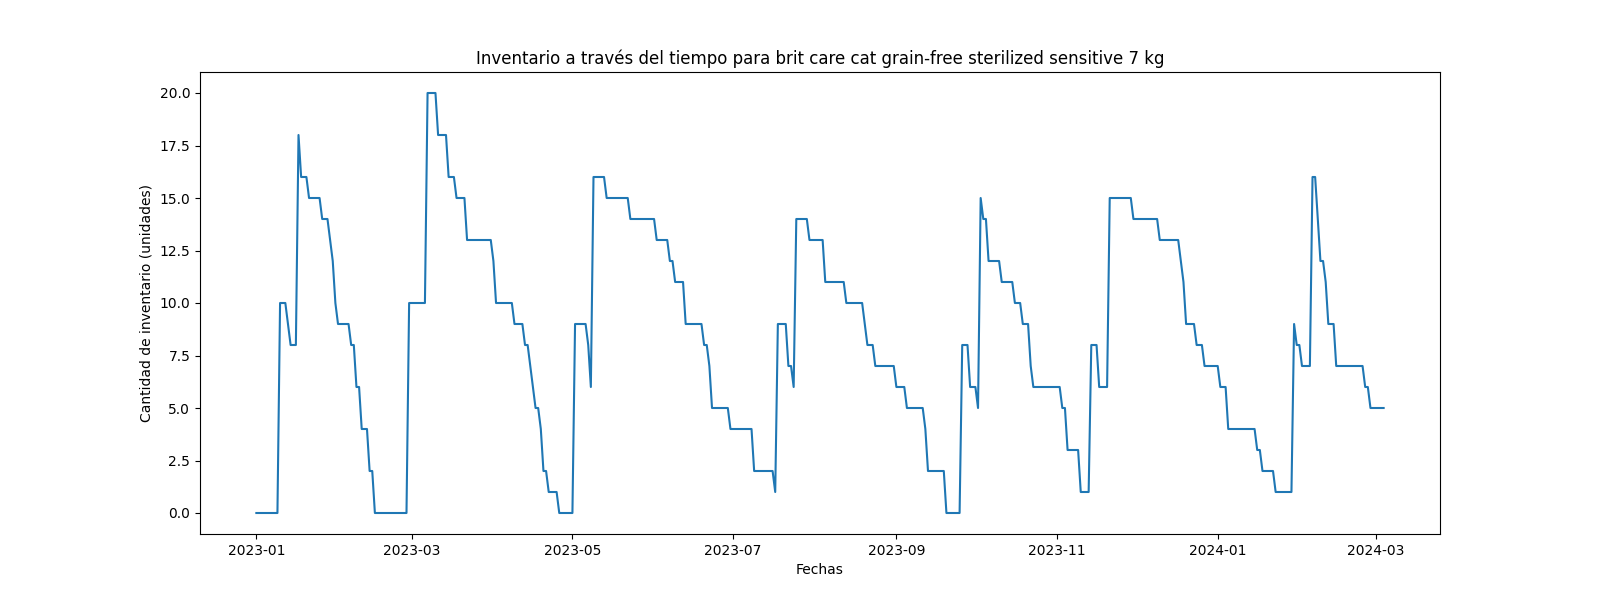 Inventario a través del tiempo para brit care cat grain-free sterilized sensitive 7 kg
Cantidad de inventario (unidades)
20.0
17.5
15.0
12.5
10.0
7.5
5.0
2.5
0.0
2023-01 2023-03 2023-05 2023-07 2023-09 2023-11 2024-01 2024-03
Fechas